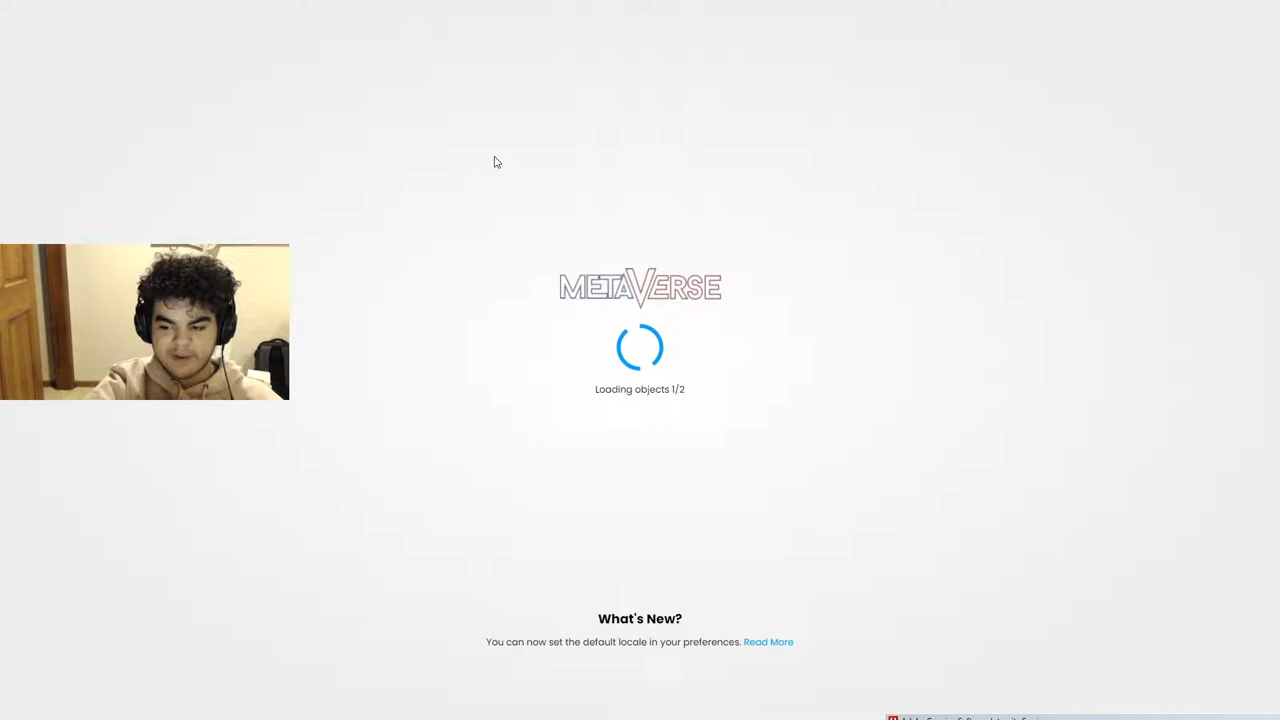 METAVERSE
Loading objects 1/2
What's New?
You can now set the default locale in your preferences. Read More